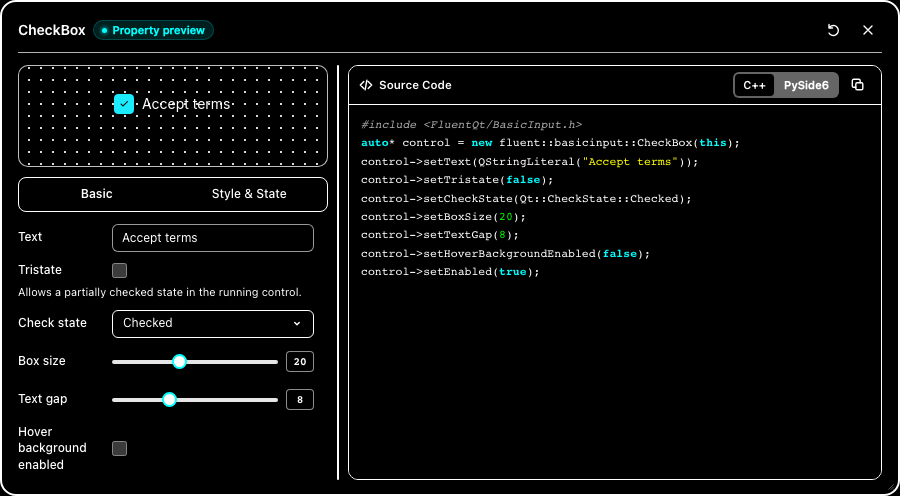 CheckBox
Property preview
Accept terms
Basic
Style & State
Text
Accept terms
Tristate
Allows a partially checked state in the running control.
Check state
Checked
Box size
20
Text gap
8
Hover
background
enabled
Source Code
C++
PySide6
#include <FluentQt/BasicInput.h>
auto* control = new fluent::basicinput::CheckBox(this);
control->setText(QStringLiteral("Accept terms"));
control->setTristate(false);
control->setCheckState(Qt::CheckState::Checked);
control->setBoxSize(20);
control->setTextGap(8);
control->setHoverBackgroundEnabled(false);
control->setEnabled(true);